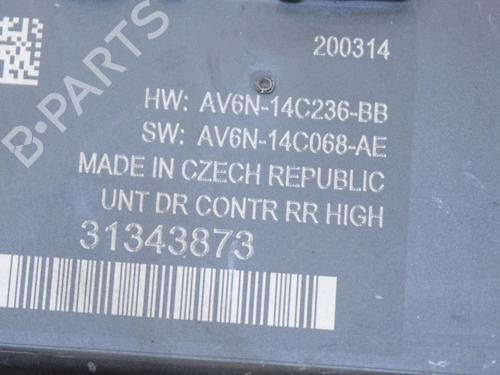 B-PARTS
200314
HW: AV6N-14C236-BB
SW: AV6N-14C068-AE
MADE IN CZECH REPUBLIC
UNT DR CONTR RR HIGH
31343873